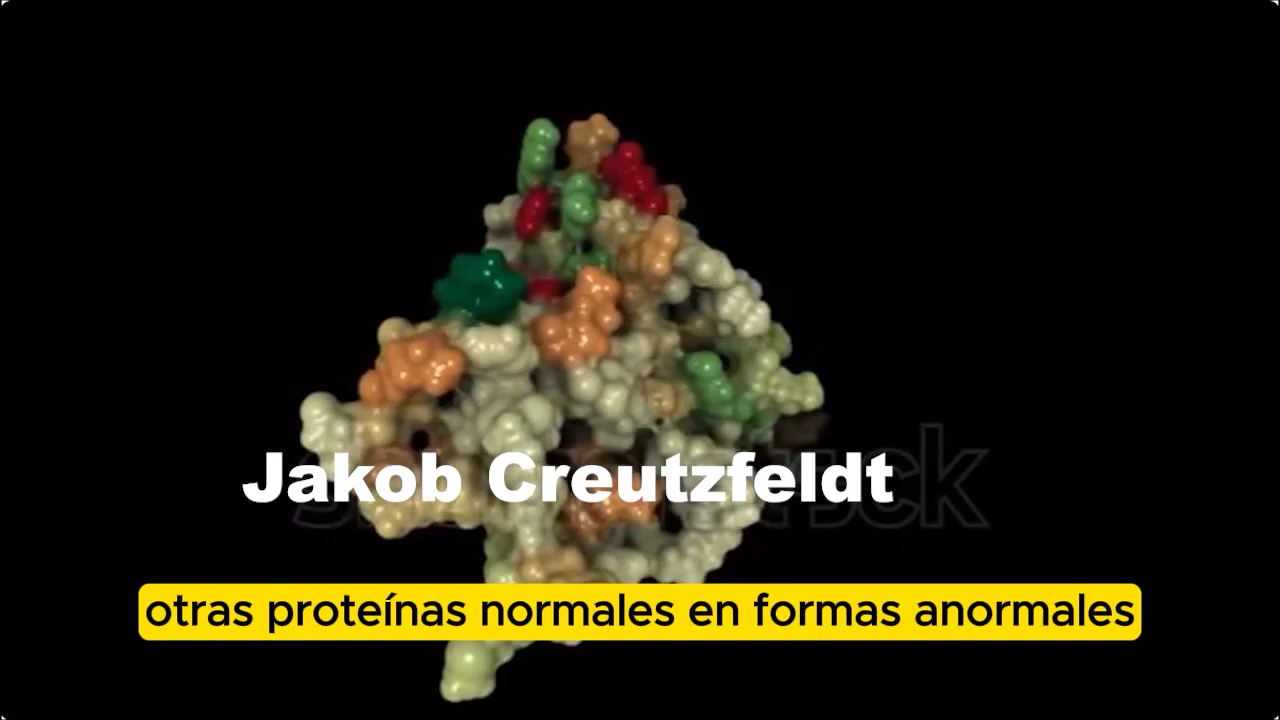 Jakob Creutzfeldt
otras proteínas normales en formas anormales